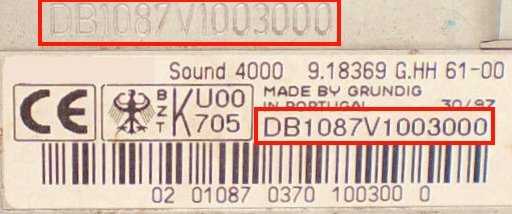 DB1087V1003000
Sound 4000 9.18369 G.HH 61-00
CE BZT K U00 705 MADE BY GRUNDIG
IN PORTUGAL 30/97
DB1087V1003000
02 01087 0370 100300 0